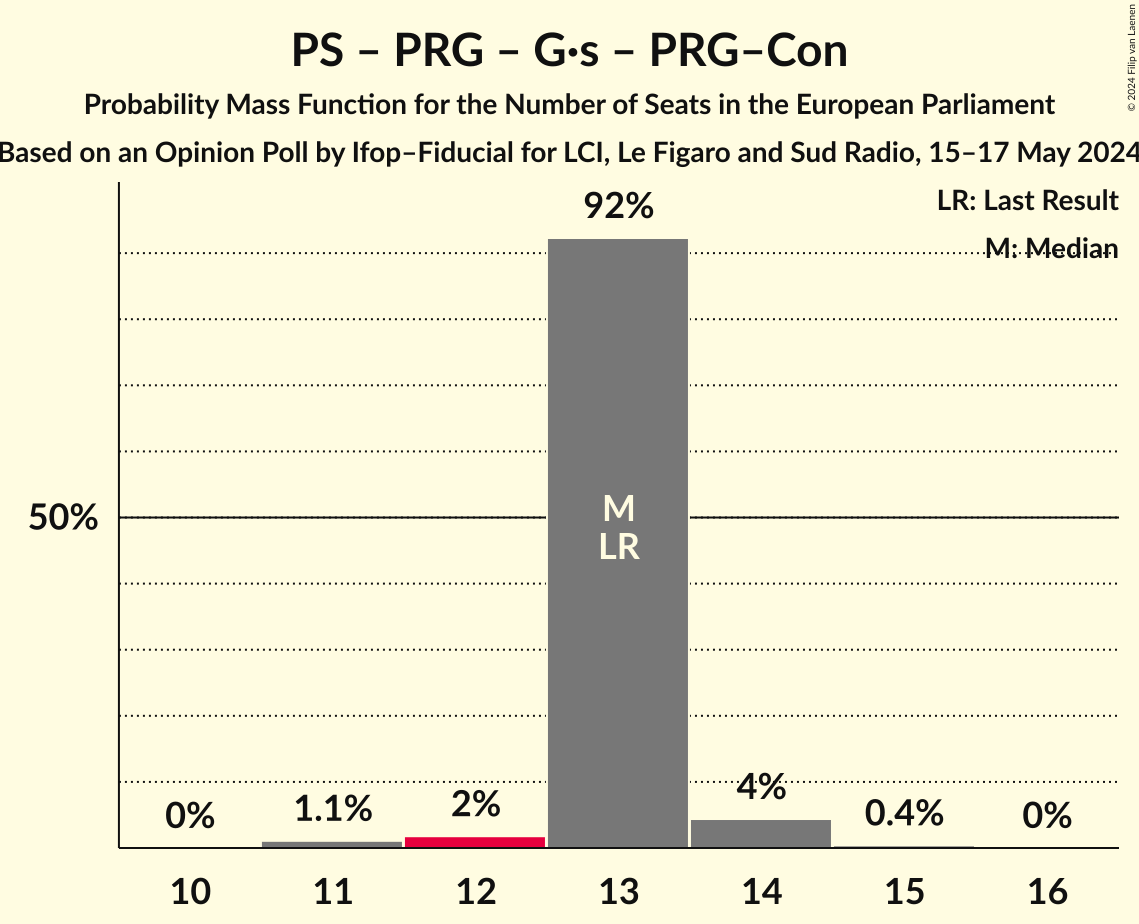 PS – PRG – G·s – PRG–Con
Probability Mass Function for the Number of Seats in the European Parliament
Based on an Opinion Poll by Ifop–Fiducial for LCI, Le Figaro and Sud Radio, 15–17 May 2024
© 2024 Filip van Laenen
LR: Last Result
M: Median
92%
50%
M
LR
0%
1.1%
2%
4%
0.4%
0%
10 11 12 13 14 15 16